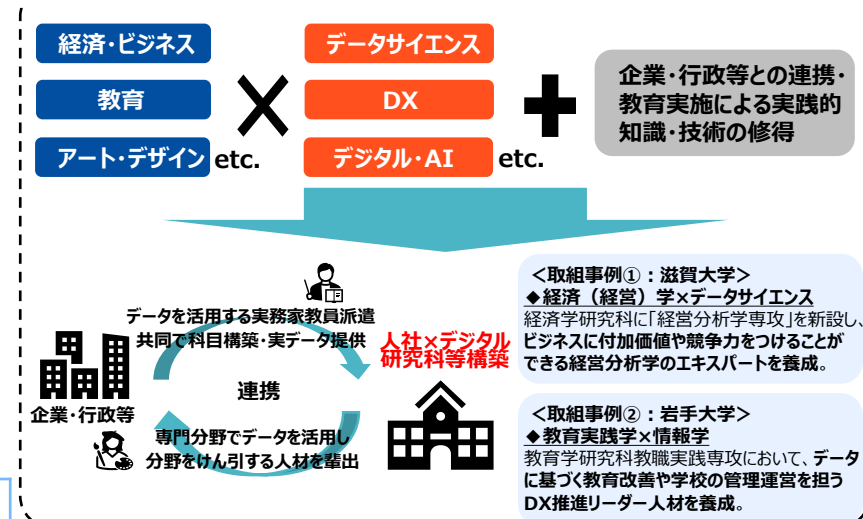 経済・ビジネス
教育
アート・デザイン etc.
データサイエンス
DX
デジタル・AI etc.
企業・行政等との連携・
教育実施による実践的
知識・技術の修得
データを活用する実務家教員派遣
共同で科目構築・実データ提供
人社×デジタル
研究科等構築
連携
企業・行政等
専門分野でデータを活用し
分野をけん引する人材を輩出
＜取組事例①：滋賀大学＞
◆経済（経営）学×データサイエンス
経済学研究科に「経営分析学専攻」を新設し、
ビジネスに付加価値や競争力をつけることが
できる経営分析学のエキスパートを養成。
＜取組事例②：岩手大学＞
◆教育実践学×情報学
教育学研究科教職実践専攻において、データ
に基づく教育改善や学校の管理運営を担う
DX推進リーダー人材を養成。